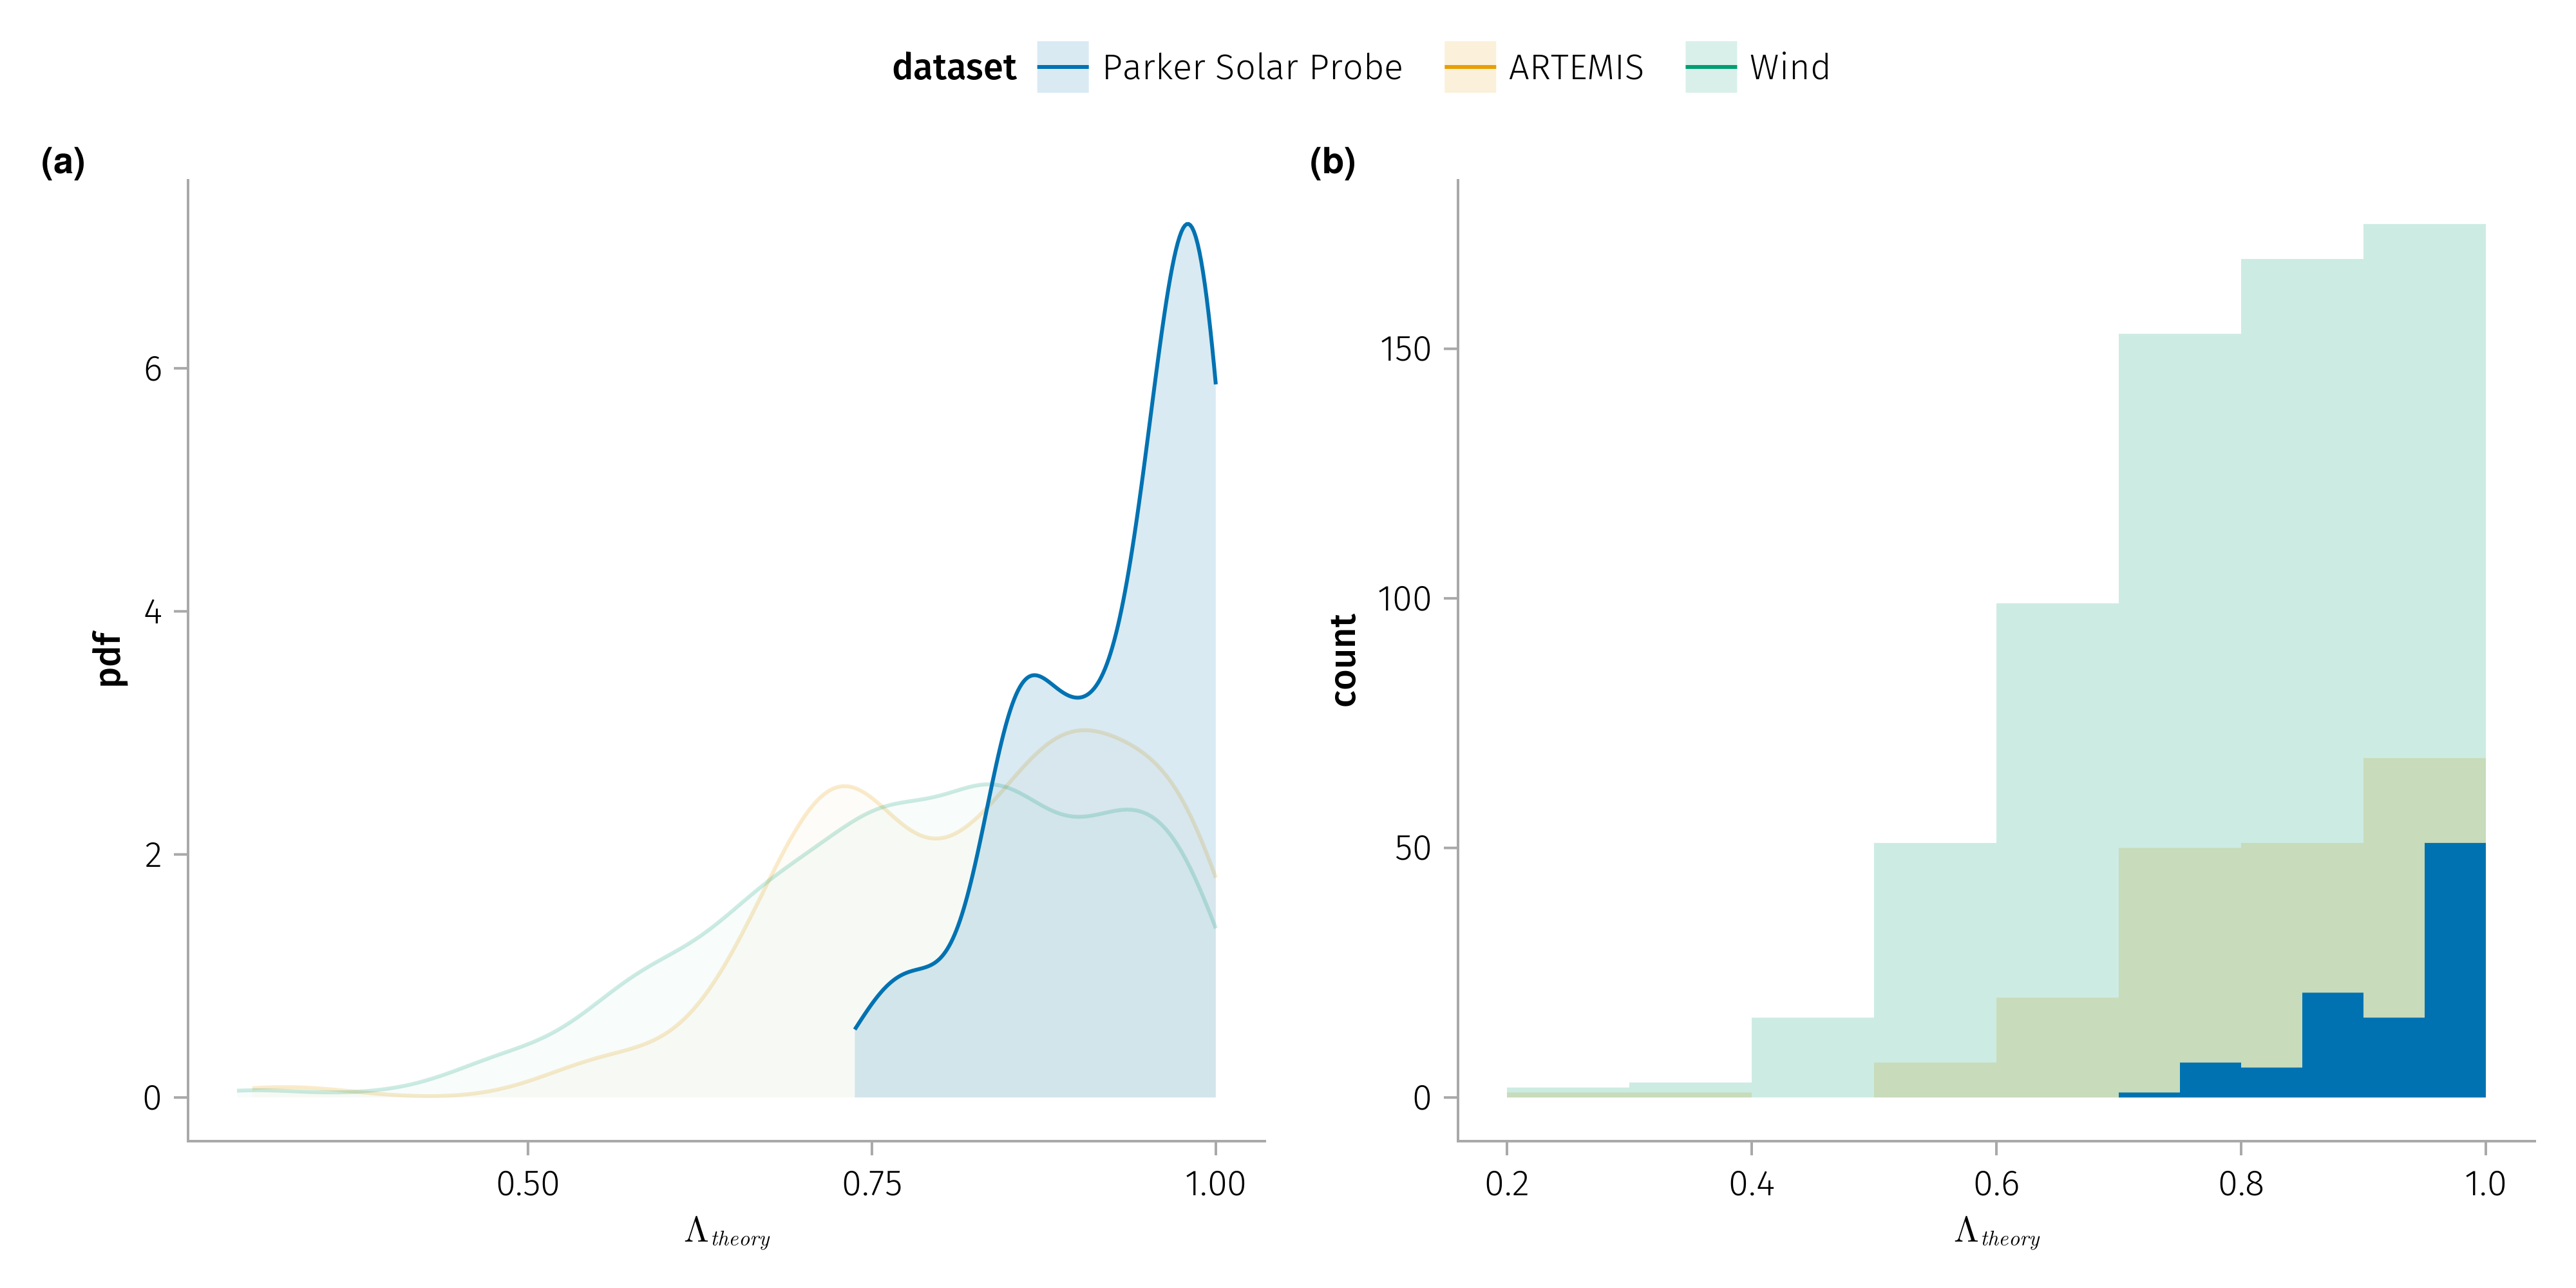 dataset Parker Solar Probe ARTEMIS Wind
(a)
pdf
6
4
2
0
0.50 0.75 1.00
Λtheory
(b)
count
150
100
50
0
0.2 0.4 0.6 0.8 1.0
Λtheory